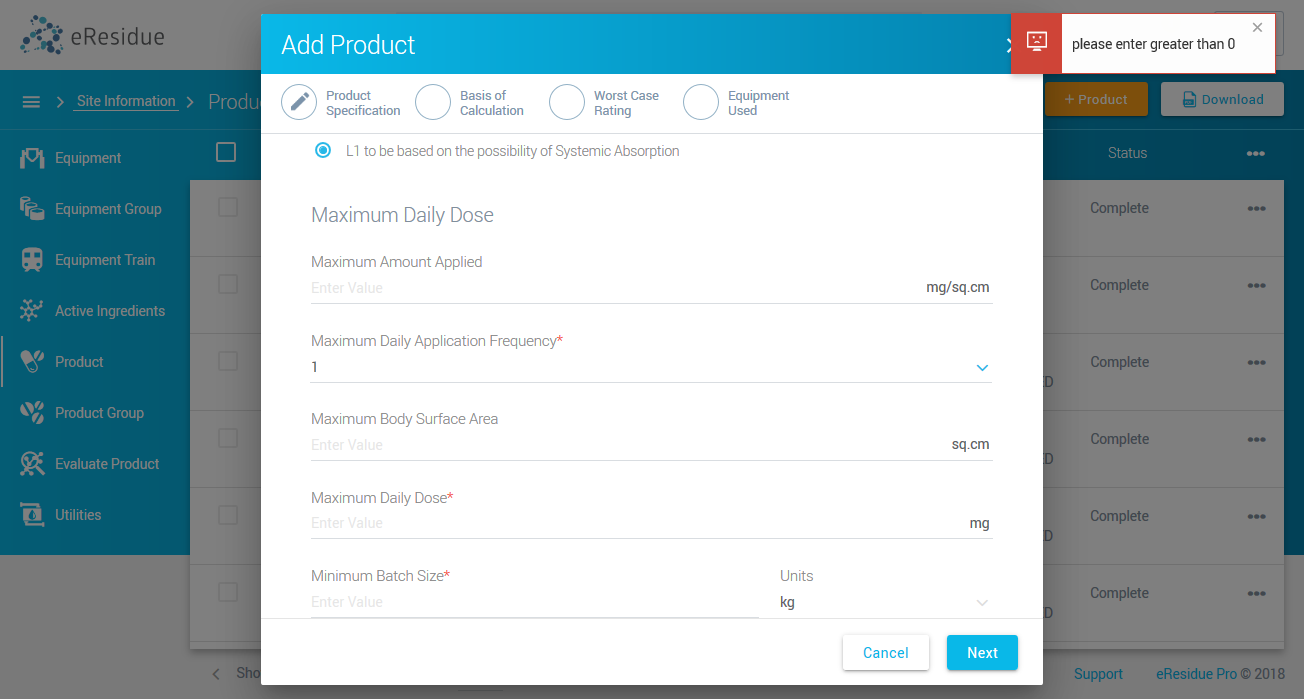 eResidue
Add Product
please enter greater than 0
Site Information
Produ
+ Product
Download
Product
Specification
Basis of
Calculation
Worst Case
Rating
Equipment
Used
Status
Equipment
Equipment Group
Equipment Train
Active Ingredients
Product
Product Group
Evaluate Product
Utilities
L1 to be based on the possibility of Systemic Absorption
Maximum Daily Dose
Maximum Amount Applied
Enter Value
mg/sq.cm
Maximum Daily Application Frequency*
1
Maximum Body Surface Area
Enter Value
sq.cm
Maximum Daily Dose*
Enter Value
mg
Minimum Batch Size*
Enter Value
Units
kg
Cancel
Next
Complete
Complete
Complete
D
Complete
D
Complete
D
Complete
D
Sho
Support
eResidue Pro © 2018